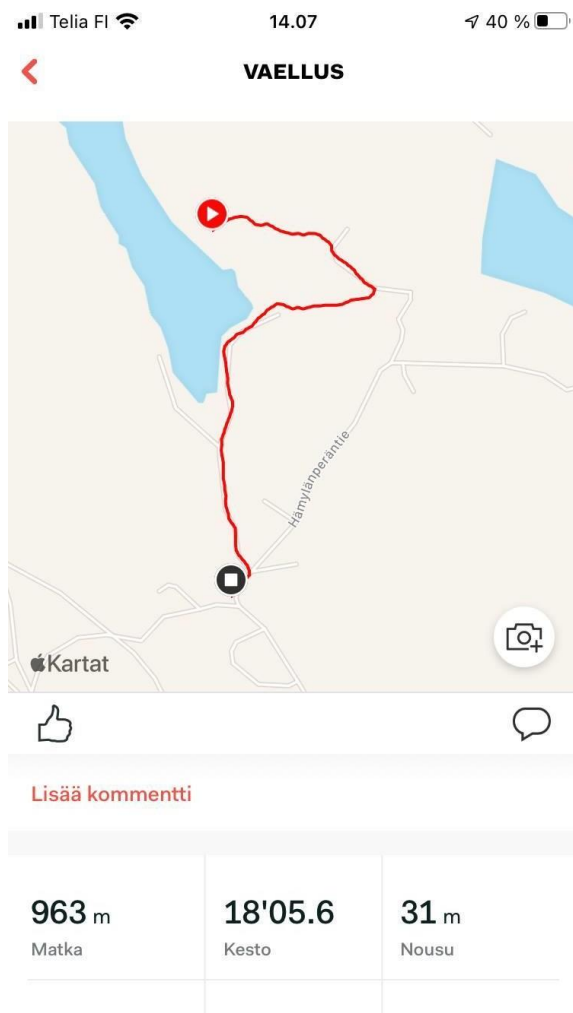 Telia FI
14.07
40 %
VAELLUS
Hämylänperäntie
Kartat
Lisää kommentti
963 m
18'05.6
31 m
Matka
Kesto
Nousu